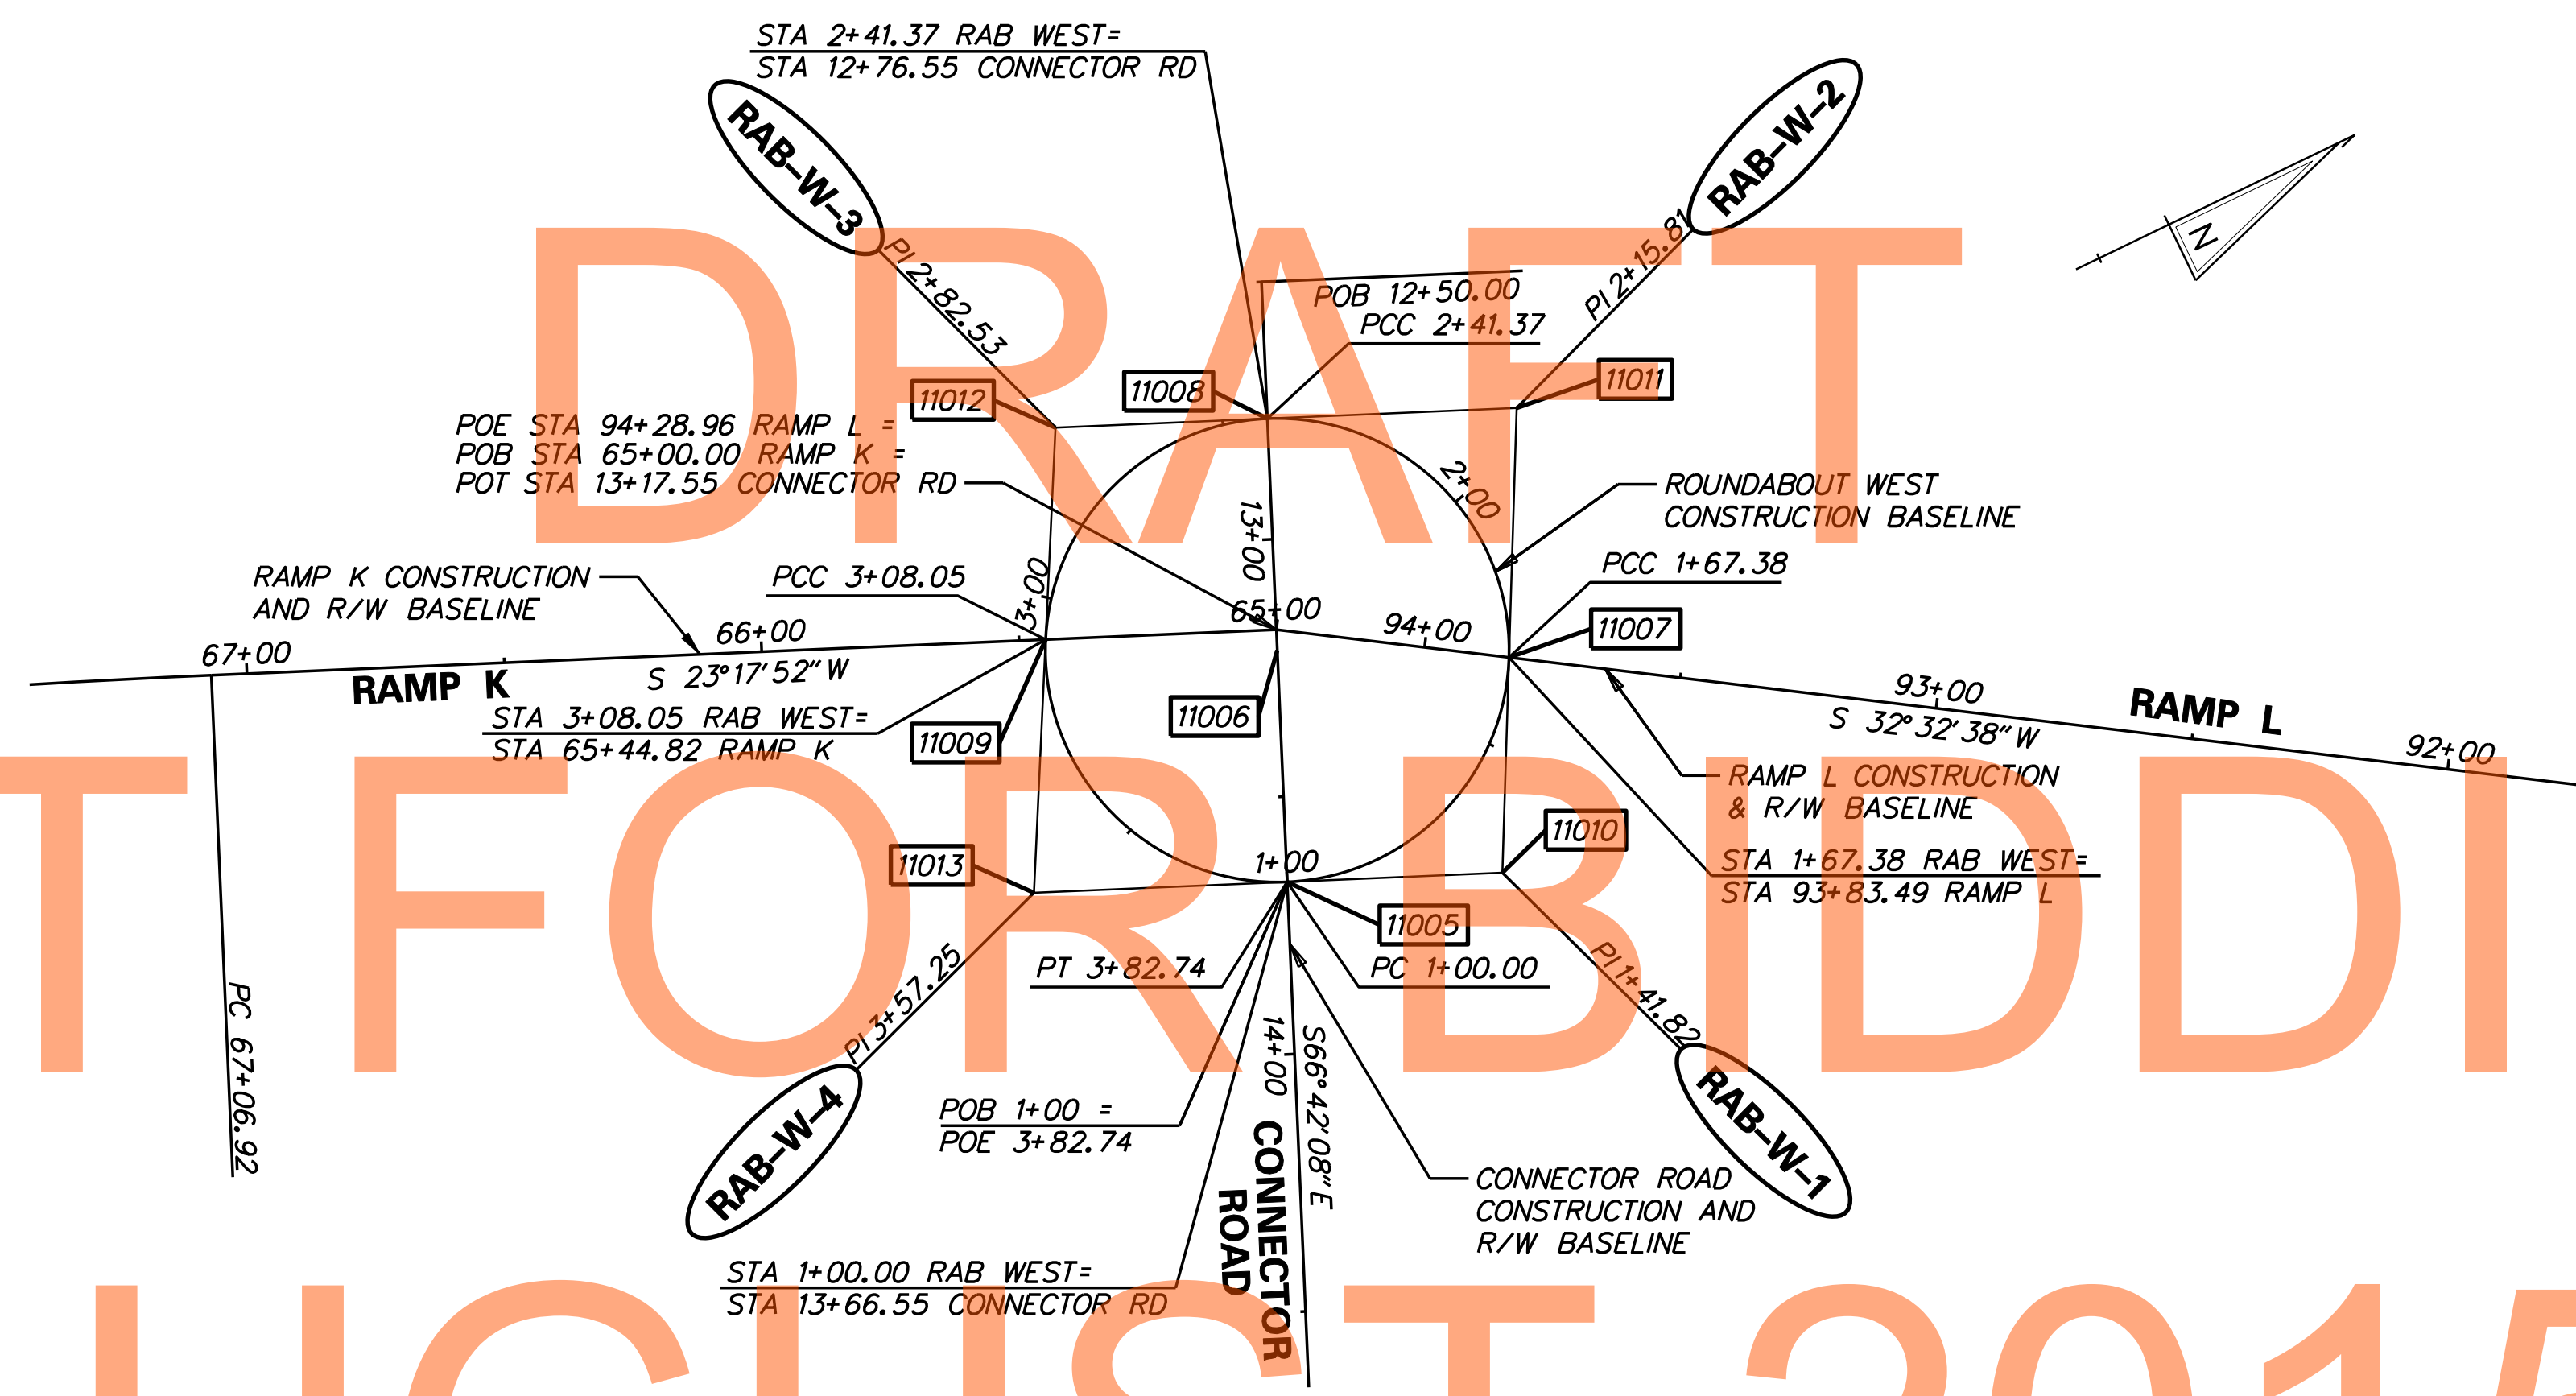 STA 2+41.37 RAB WEST=
STA 12+76.55 CONNECTOR RD
RAB-W-3
RAB-W-2
PI 2+82.53
PI 2+15.81
N
POB 12+50.00
PCC 2+41.37
11012
11008
11011
POE STA 94+28.96 RAMP L =
POB STA 65+00.00 RAMP K =
POT STA 13+17.55 CONNECTOR RD
2+00
13+00
ROUNDABOUT WEST
CONSTRUCTION BASELINE
RAMP K CONSTRUCTION
AND R/W BASELINE
PCC 3+08.05
3+00
PCC 1+67.38
67+00
66+00
65+00
94+00
11007
RAMP K
S 23°17'52" W
93+00
RAMP L
S 32°32'38" W
92+00
STA 3+08.05 RAB WEST=
STA 65+44.82 RAMP K
11009
11006
RAMP L CONSTRUCTION
& R/W BASELINE
11010
11013
1+00
STA 1+67.38 RAB WEST=
STA 93+83.49 RAMP L
11005
PT 3+82.74
PC 1+00.00
PI 3+57.25
PI 1+41.82
PC 67+06.92
14+00
S66°42'08" E
RAB-W-4
RAB-W-1
POB 1+00 =
POE 3+82.74
CONNECTOR
ROAD
CONNECTOR ROAD
CONSTRUCTION AND
R/W BASELINE
STA 1+00.00 RAB WEST=
STA 13+66.55 CONNECTOR RD
DRAFT
T FOR BIDDI
UGUST 2015